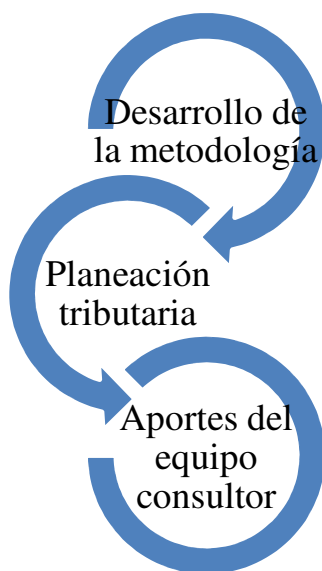 Desarrollo de
la metodología
Planeación
tributaria
Aportes del
equipo
consultor